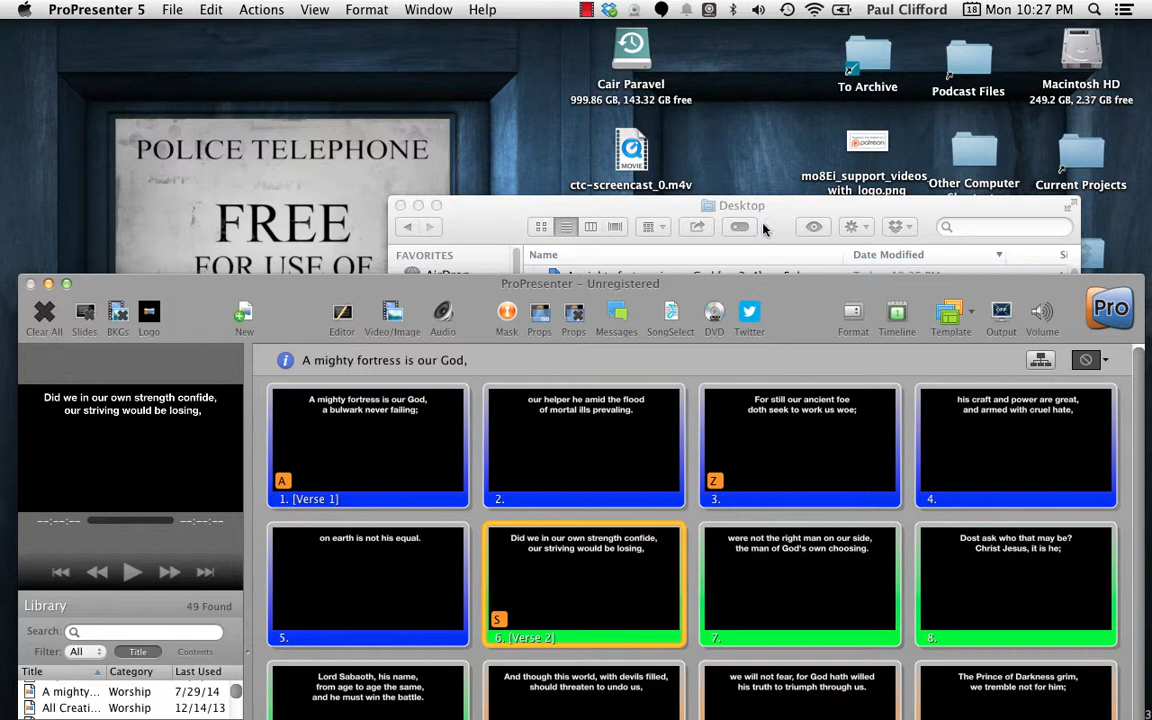 ProPresenter 5 File Edit Actions View Format Window Help Paul Clifford 18 Mon 10:27 PM
Cair Paravel
999.86 GB, 143.32 GB free
To Archive
Podcast Files
Macintosh HD
249.2 GB, 2.37 GB free
POLICE TELEPHONE
FREE
FOR USE OF
MOVIE
ctc-screencast_0.m4v
patreon
mo8Ei_support_videos
with_logo.png
Other Computer
Current Projects
Desktop
FAVORITES
Name
Date Modified
ProPresenter – Unregistered
Clear All Slides BKGs Logo New Editor Video/Image Audio Mask Props Props Messages SongSelect DVD Twitter Format Timeline Template Output Volume
Pro
A mighty fortress is our God,
Did we in our own strength confide,
our striving would be losing,
A mighty fortress is our God,
a bulwark never failing;
A
1. [Verse 1]
our helper he amid the flood
of mortal ills prevailing.
2.
For still our ancient foe
doth seek to work us woe;
Z
3.
his craft and power are great,
and armed with cruel hate,
4.
on earth is not his equal.
5.
Did we in our own strength confide,
our striving would be losing,
S
6. [Verse 2]
were not the right man on our side,
the man of God's own choosing.
7.
Dost ask who that may be?
Christ Jesus, it is he;
8.
Lord Sabaoth, his name,
from age to age the same,
and he must win the battle.
And though this world, with devils filled,
should threaten to undo us,
we will not fear, for God hath willed
his truth to triumph through us.
The Prince of Darkness grim,
we tremble not for him;
--:--:-- --:--:--
Library 49 Found
Search:
Filter: All Title Contents
Title Category Last Used
A mighty... Worship 7/29/14
All Creati... Worship 12/14/13